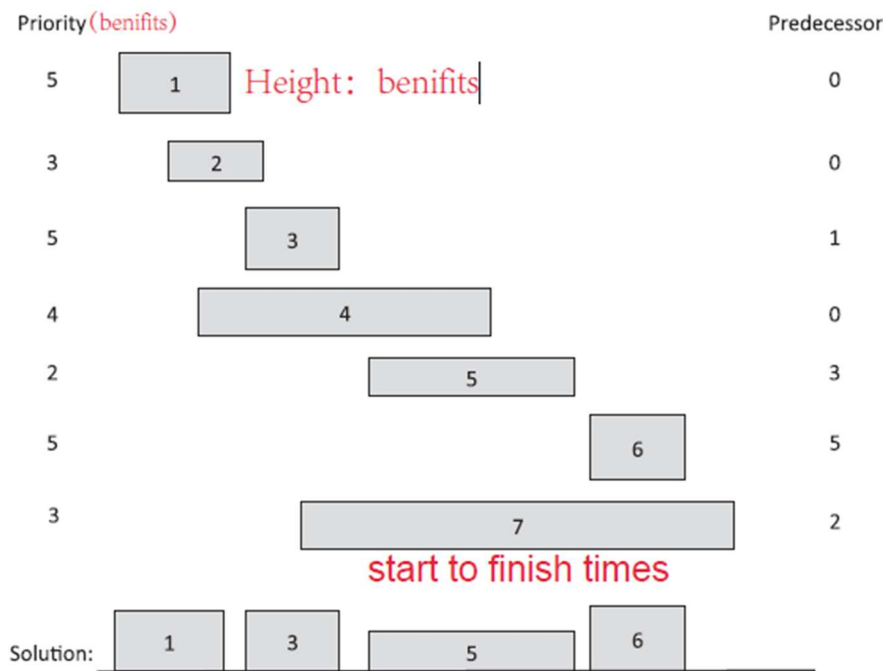 Priority(benifits) Predecessor
5 1 Height: benifits 0
3 2 0
5 3 1
4 4 0
2 5 3
5 6 5
3 7 2
start to finish times
Solution: 1 3 5 6